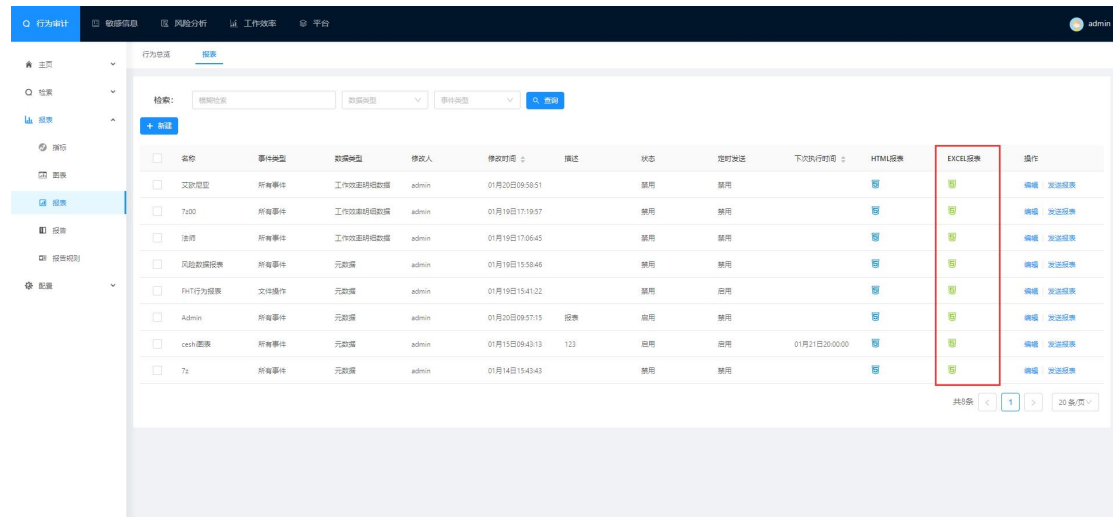 行为审计 敏感信息 风险分析 工作效率 平台 admin
主页
检索
报表
指标
图表
报表
报告
报表规则
配置
行为总览 报表
检索: 模糊检索 数据类型 事件类型 查询
+ 新建
名称 事件类型 数据类型 修改人 修改时间 描述 状态 定时发送 下次执行时间 HTML报表 EXCEL报表 操作
艾欧尼亚 所有事件 工作效率明细数据 admin 01月20日09:58:51 禁用 禁用 编辑 发送报表
7z00 所有事件 工作效率明细数据 admin 01月19日17:19:57 禁用 禁用 编辑 发送报表
法师 所有事件 工作效率明细数据 admin 01月19日17:06:45 禁用 禁用 编辑 发送报表
风险数据报表 所有事件 元数据 admin 01月19日15:58:46 禁用 禁用 编辑 发送报表
FHT行为报表 文件操作 元数据 admin 01月19日15:41:22 禁用 启用 编辑 发送报表
Admin 所有事件 元数据 admin 01月20日09:57:15 报表 启用 禁用 编辑 发送报表
ceshi图表 所有事件 元数据 admin 01月15日09:43:13 123 启用 启用 01月21日20:00:00 编辑 发送报表
7z 所有事件 元数据 admin 01月14日15:43:43 禁用 禁用 编辑 发送报表
共8条 < 1 > 20 条/页